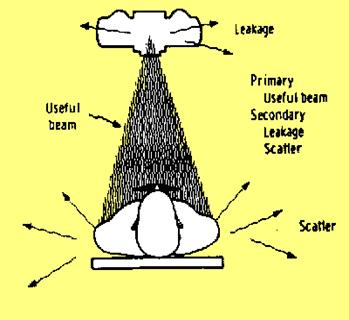 Leakage
Primary
Useful beam
Secondary
Leakage
Scatter
Useful
beam
Scatter